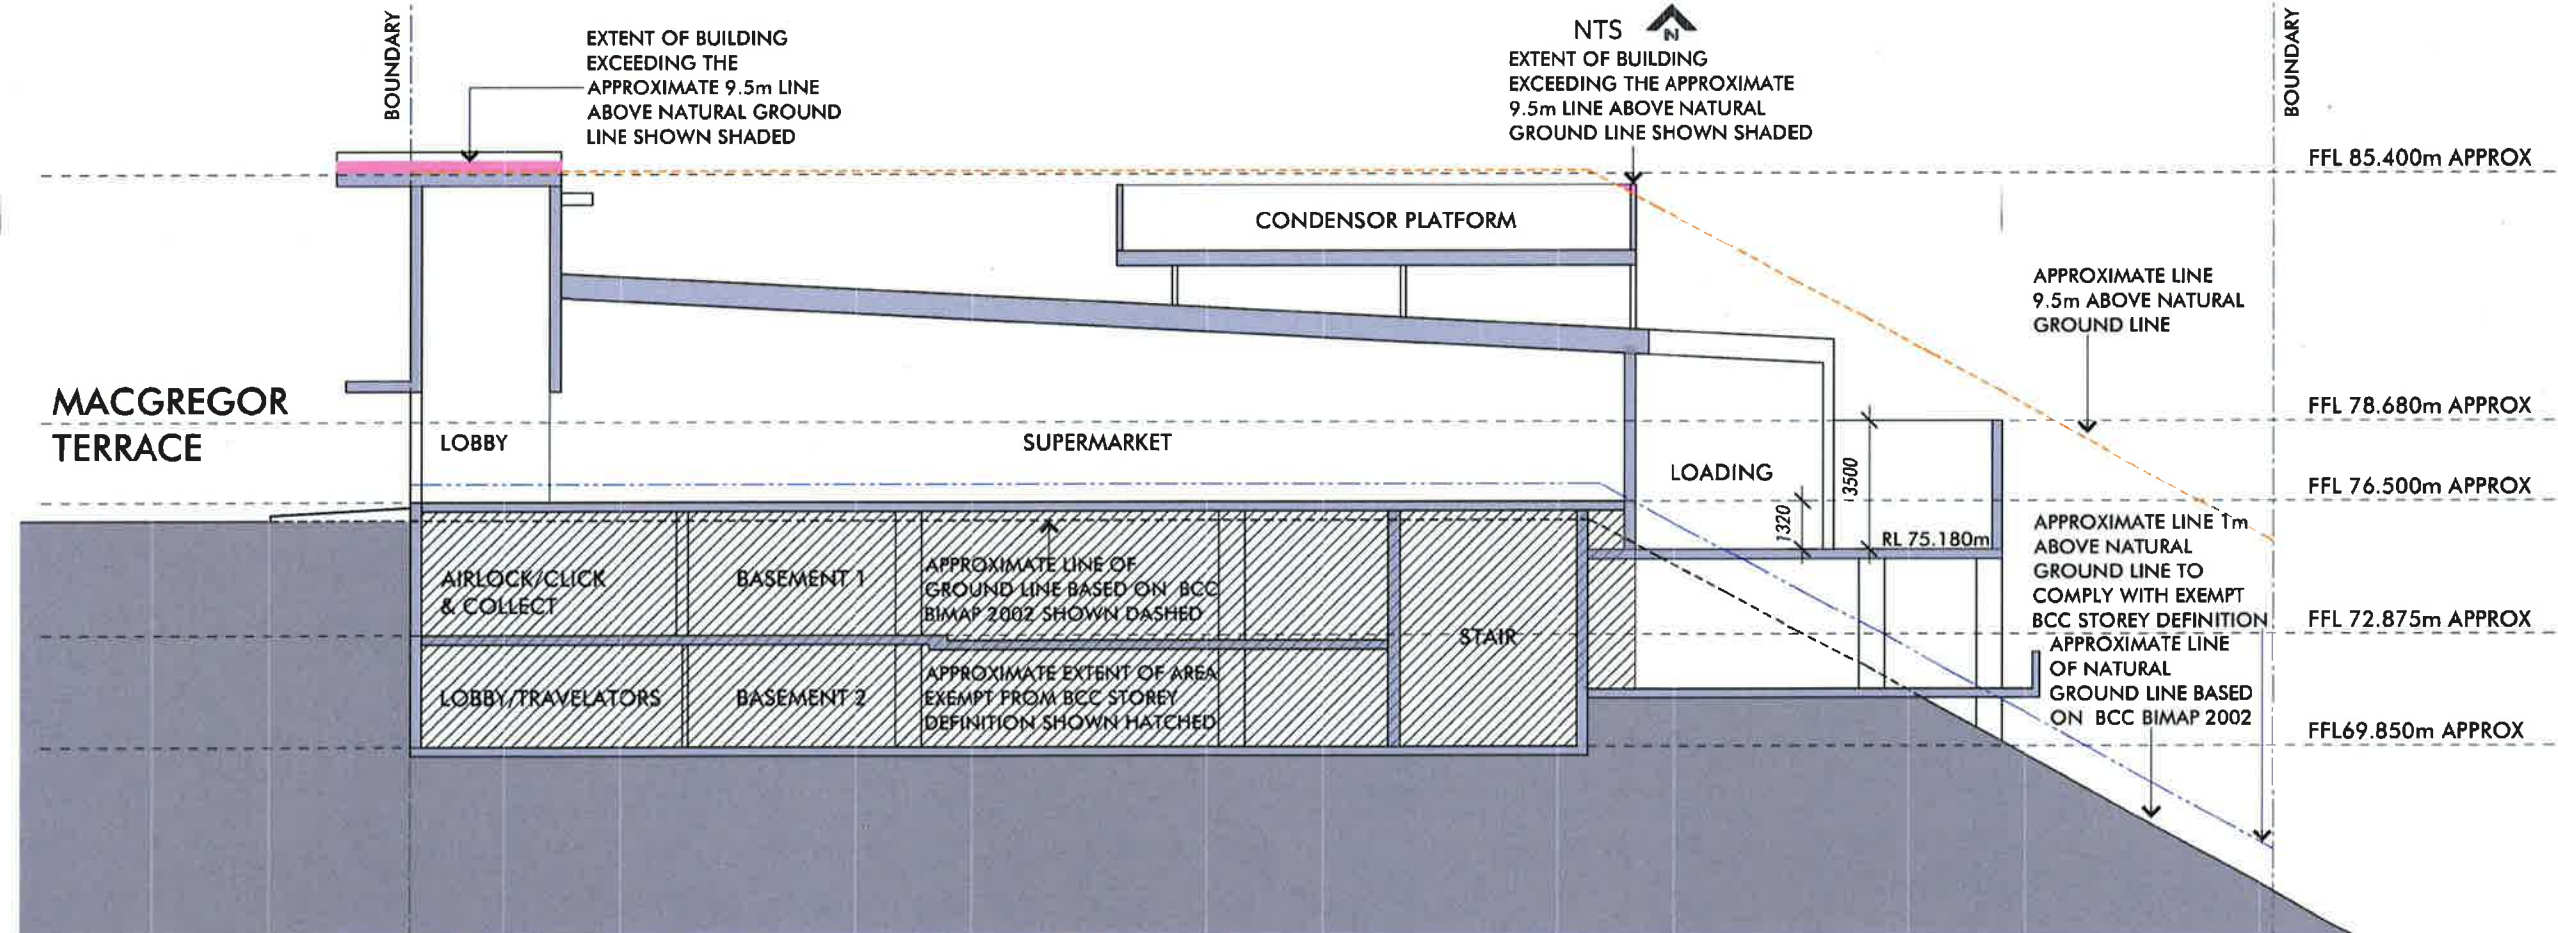 BOUNDARY
EXTENT OF BUILDING
EXCEEDING THE
APPROXIMATE 9.5m LINE
ABOVE NATURAL GROUND
LINE SHOWN SHADED
NTS
N
EXTENT OF BUILDING
EXCEEDING THE APPROXIMATE
9.5m LINE ABOVE NATURAL
GROUND LINE SHOWN SHADED
BOUNDARY
FFL 85.400m APPROX
CONDENSOR PLATFORM
APPROXIMATE LINE
9.5m ABOVE NATURAL
GROUND LINE
MACGREGOR
TERRACE
FFL 78.680m APPROX
LOBBY
SUPERMARKET
LOADING
3500
1320
RL 75.180m
FFL 76.500m APPROX
APPROXIMATE LINE 1m
ABOVE NATURAL
GROUND LINE TO
COMPLY WITH EXEMPT
BCC STOREY DEFINITION
AIRLOCK/CLICK
& COLLECT
BASEMENT 1
APPROXIMATE LINE OF
GROUND LINE BASED ON BCC
BIMAP 2002 SHOWN DASHED
STAIR
FFL 72.875m APPROX
APPROXIMATE LINE
OF NATURAL
GROUND LINE BASED
ON BCC BIMAP 2002
LOBBY/TRAVELATORS
BASEMENT 2
APPROXIMATE EXTENT OF AREA
EXEMPT FROM BCC STOREY
DEFINITION SHOWN HATCHED
FFL69.850m APPROX